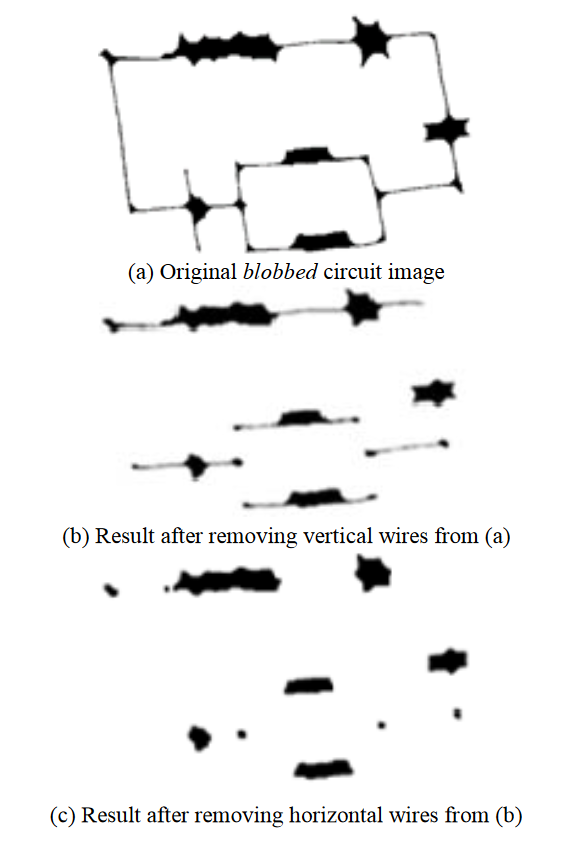 (a) Original blobbed circuit image
(b) Result after removing vertical wires from (a)
(c) Result after removing horizontal wires from (b)